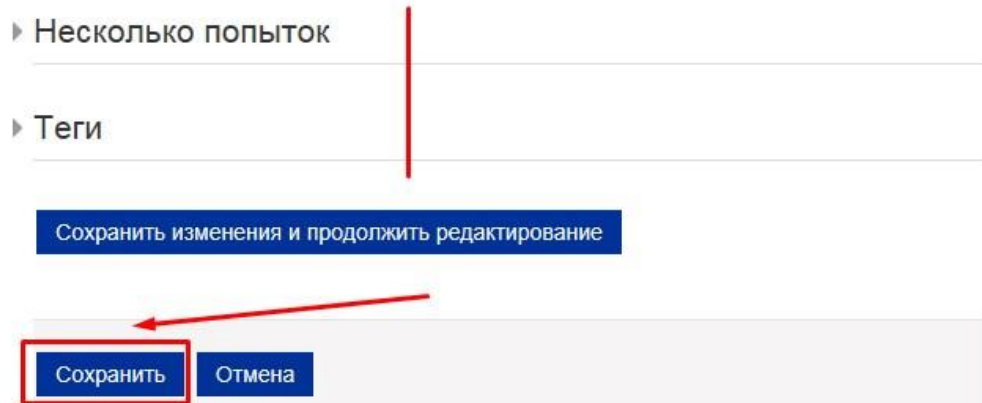 Несколько попыток
Теги
Сохранить изменения и продолжить редактирование
Сохранить Отмена